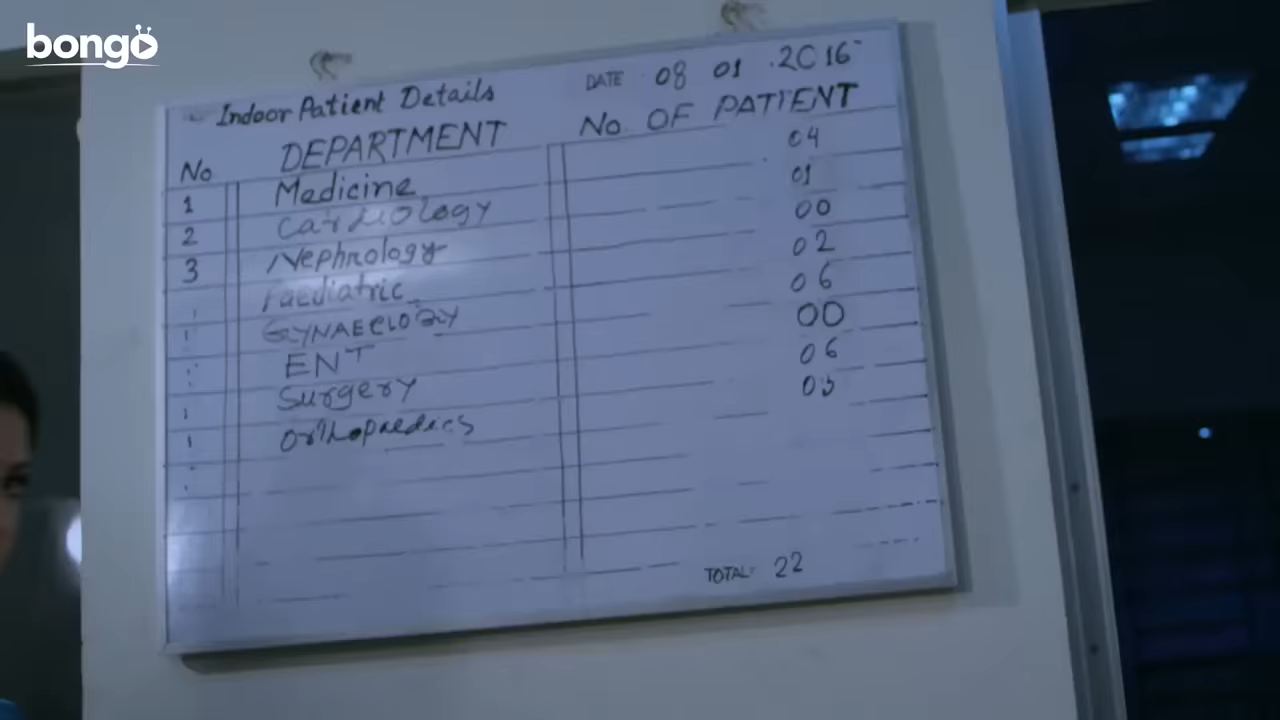 bongo
Indoor Patient Details DATE 08 01 .2016
No DEPARTMENT No. OF PATIENT
1 Medicine 04
2 Cardiology 01
3 Nephrology 00
Paediatric 02
GYNAECLOZY 06
ENT 00
Surgery 06
Orthopaedics 03
TOTAL: 22